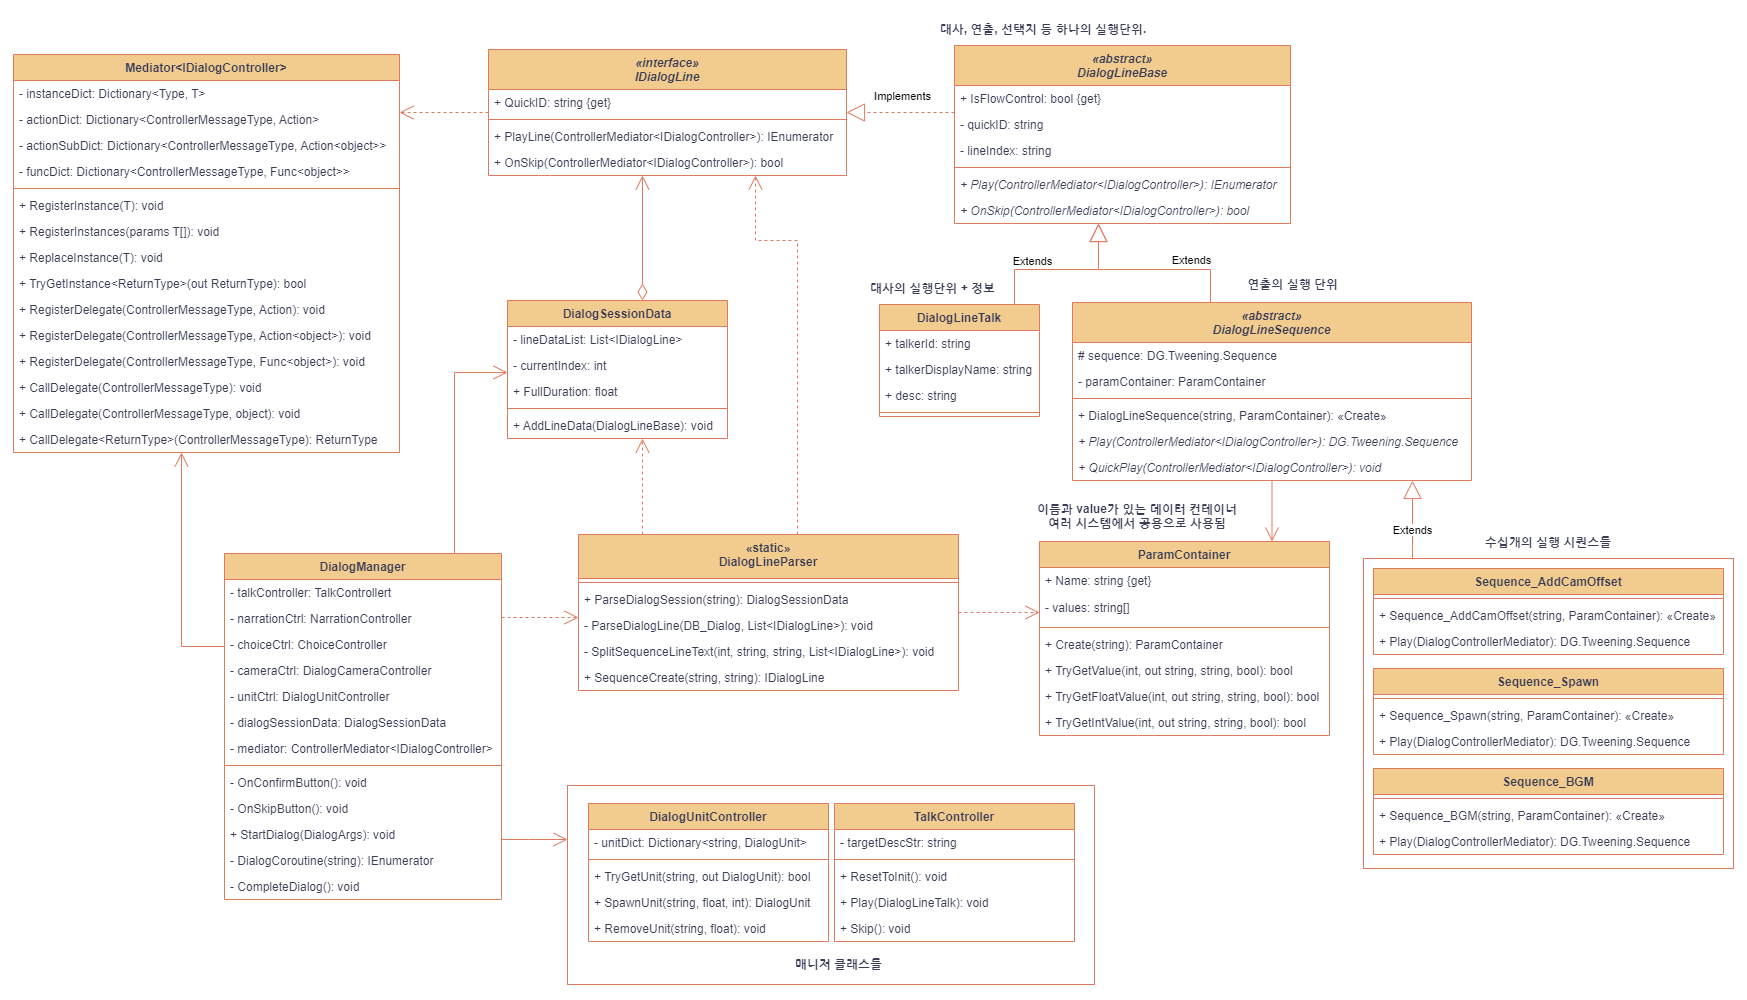 Mediator<IDialogController>
- instanceDict: Dictionary<Type, T>
- actionDict: Dictionary<ControllerMessageType, Action>
- actionSubDict: Dictionary<ControllerMessageType, Action<object>>
- funcDict: Dictionary<ControllerMessageType, Func<object>>
+ RegisterInstance(T): void
+ RegisterInstances(params T[]): void
+ ReplaceInstance(T): void
+ TryGetInstance<ReturnType>(out ReturnType): bool
+ RegisterDelegate(ControllerMessageType, Action): void
+ RegisterDelegate(ControllerMessageType, Action<object>): void
+ RegisterDelegate(ControllerMessageType, Func<object>): void
+ CallDelegate(ControllerMessageType): void
+ CallDelegate(ControllerMessageType, object): void
+ CallDelegate<ReturnType>(ControllerMessageType): ReturnType
«interface»
IDialogLine
+ QuickID: string {get}
+ PlayLine(ControllerMediator<IDialogController>): IEnumerator
+ OnSkip(ControllerMediator<IDialogController>): bool
Implements
대사, 연출, 선택지 등 하나의 실행단위.
«abstract»
DialogLineBase
+ IsFlowControl: bool {get}
- quickID: string
- lineIndex: string
+ Play(ControllerMediator<IDialogController>): IEnumerator
+ OnSkip(ControllerMediator<IDialogController>): bool
Extends
Extends
대사의 실행단위 + 정보
DialogLineTalk
+ talkerId: string
+ talkerDisplayName: string
+ desc: string
연출의 실행 단위
«abstract»
DialogLineSequence
# sequence: DG.Tweening.Sequence
- paramContainer: ParamContainer
+ DialogLineSequence(string, ParamContainer): «Create»
+ Play(ControllerMediator<IDialogController>): DG.Tweening.Sequence
+ QuickPlay(ControllerMediator<IDialogController>): void
DialogSessionData
- lineDataList: List<IDialogLine>
- currentIndex: int
+ FullDuration: float
+ AddLineData(DialogLineBase): void
이름과 value가 있는 데이터 컨테이너
여러 시스템에서 공용으로 사용됨
ParamContainer
+ Name: string {get}
- values: string[]
+ Create(string): ParamContainer
+ TryGetValue(int, out string, string, bool): bool
+ TryGetFloatValue(int, out string, string, bool): bool
+ TryGetIntValue(int, out string, string, bool): bool
Extends
수십개의 실행 시퀀스들
Sequence_AddCamOffset
+ Sequence_AddCamOffset(string, ParamContainer): «Create»
+ Play(DialogControllerMediator): DG.Tweening.Sequence
Sequence_Spawn
+ Sequence_Spawn(string, ParamContainer): «Create»
+ Play(DialogControllerMediator): DG.Tweening.Sequence
Sequence_BGM
+ Sequence_BGM(string, ParamContainer): «Create»
+ Play(DialogControllerMediator): DG.Tweening.Sequence
«static»
DialogLineParser
+ ParseDialogSession(string): DialogSessionData
- ParseDialogLine(DB_Dialog, List<IDialogLine>): void
- SplitSequenceLineText(int, string, string, List<IDialogLine>): void
+ SequenceCreate(string, string): IDialogLine
DialogManager
- talkController: TalkControllert
- narrationCtrl: NarrationController
- choiceCtrl: ChoiceController
- cameraCtrl: DialogCameraController
- unitCtrl: DialogUnitController
- dialogSessionData: DialogSessionData
- mediator: ControllerMediator<IDialogController>
- OnConfirmButton(): void
- OnSkipButton(): void
+ StartDialog(DialogArgs): void
- DialogCoroutine(string): IEnumerator
- CompleteDialog(): void
DialogUnitController
- unitDict: Dictionary<string, DialogUnit>
+ TryGetUnit(string, out DialogUnit): bool
+ SpawnUnit(string, float, int): DialogUnit
+ RemoveUnit(string, float): void
TalkController
- targetDescStr: string
+ ResetToInit(): void
+ Play(DialogLineTalk): void
+ Skip(): void
매니저 클래스들